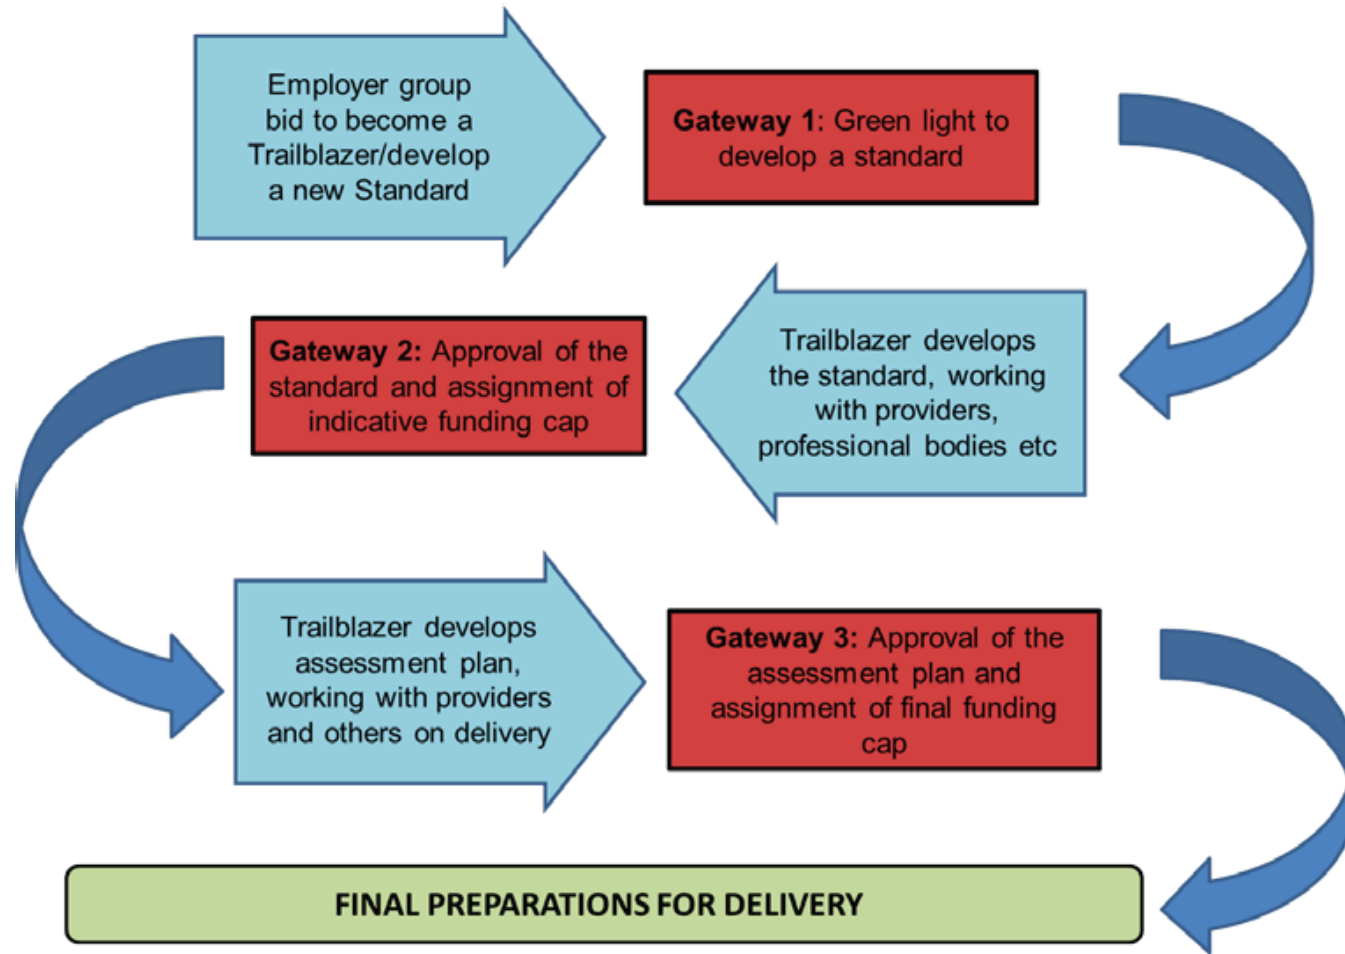 Employer group
bid to become a
Trailblazer/develop
a new Standard
Gateway 1: Green light to
develop a standard
Trailblazer develops
the standard, working
with providers,
professional bodies etc
Gateway 2: Approval of the
standard and assignment of
indicative funding cap
Trailblazer develops
assessment plan,
working with providers
and others on delivery
Gateway 3: Approval of the
assessment plan and
assignment of final funding
cap
FINAL PREPARATIONS FOR DELIVERY